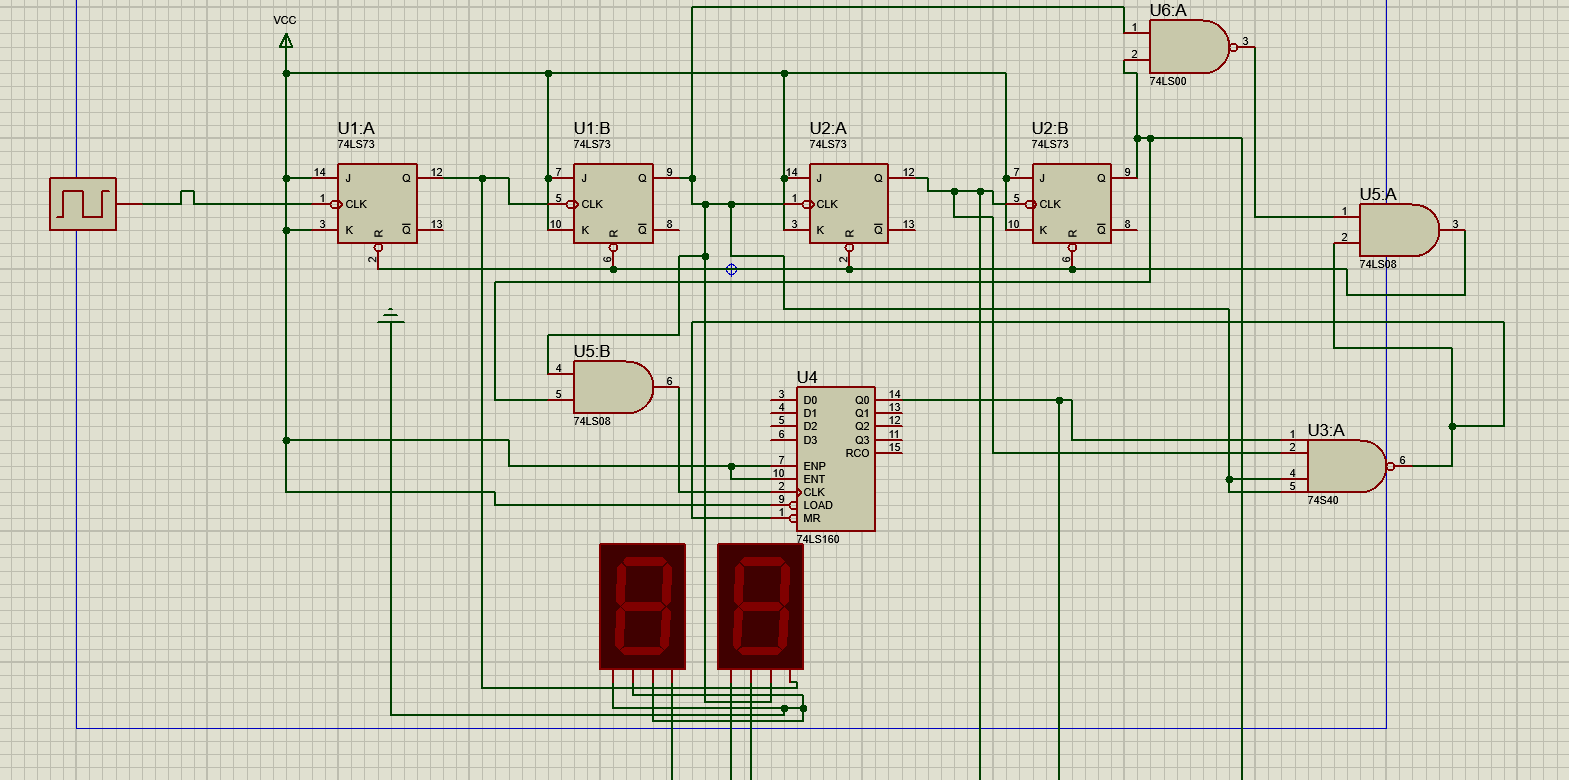 VCC
U6:A
1
2
3
74LS00
U1:A
74LS73
14 J Q 12
1 CLK
3 K Q 13
R
2
U1:B
74LS73
7 J Q 9
5 CLK
10 K Q 8
R
6
U2:A
74LS73
14 J Q 12
1 CLK
3 K Q 13
R
2
U2:B
74LS73
7 J Q 9
5 CLK
10 K Q 8
R
6
U5:A
1
2
3
74LS08
U5:B
4
5
6
74LS08
U4
3 D0 Q0 14
4 D1 Q1 13
5 D2 Q2 12
6 D3 Q3 11
RCO 15
7 ENP
10 ENT
2 CLK
9 LOAD
1 MR
74LS160
U3:A
1
2
4
5
6
74S40